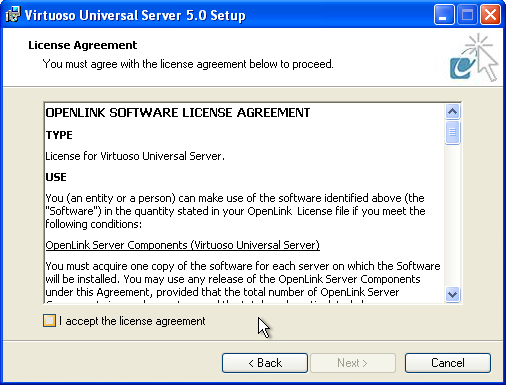 Virtuoso Universal Server 5.0 Setup
License Agreement
You must agree with the license agreement below to proceed.
OPENLINK SOFTWARE LICENSE AGREEMENT
TYPE
License for Virtuoso Universal Server.
USE
You (an entity or a person) can make use of the software identified above (the
"Software") in the quantity stated in your OpenLink License file if you meet the
following conditions:
OpenLink Server Components (Virtuoso Universal Server)
You must acquire one copy of the software for each server on which the Software
will be installed. You may use any release of the OpenLink Server Components
under this Agreement, provided that the total number of OpenLink Server
I accept the license agreement
< Back
Next >
Cancel